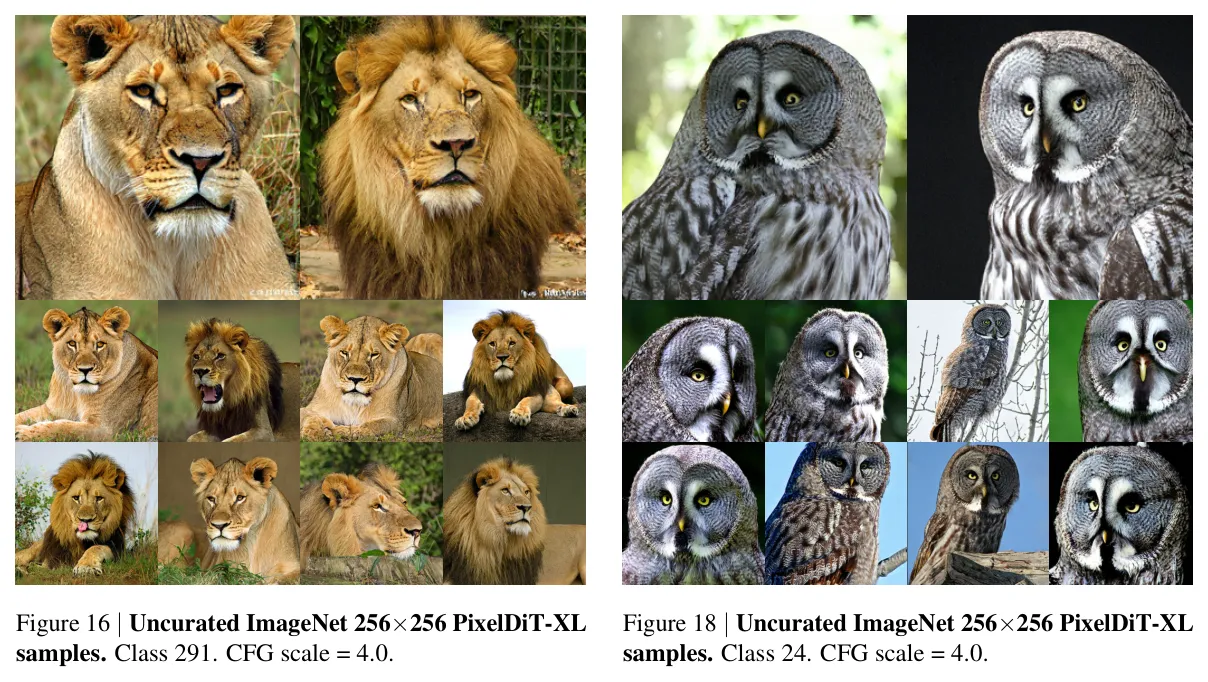 Figure 16 | Uncurated ImageNet 256×256 PixelDiT-XL
samples. Class 291. CFG scale = 4.0.
Figure 18 | Uncurated ImageNet 256×256 PixelDiT-XL
samples. Class 24. CFG scale = 4.0.